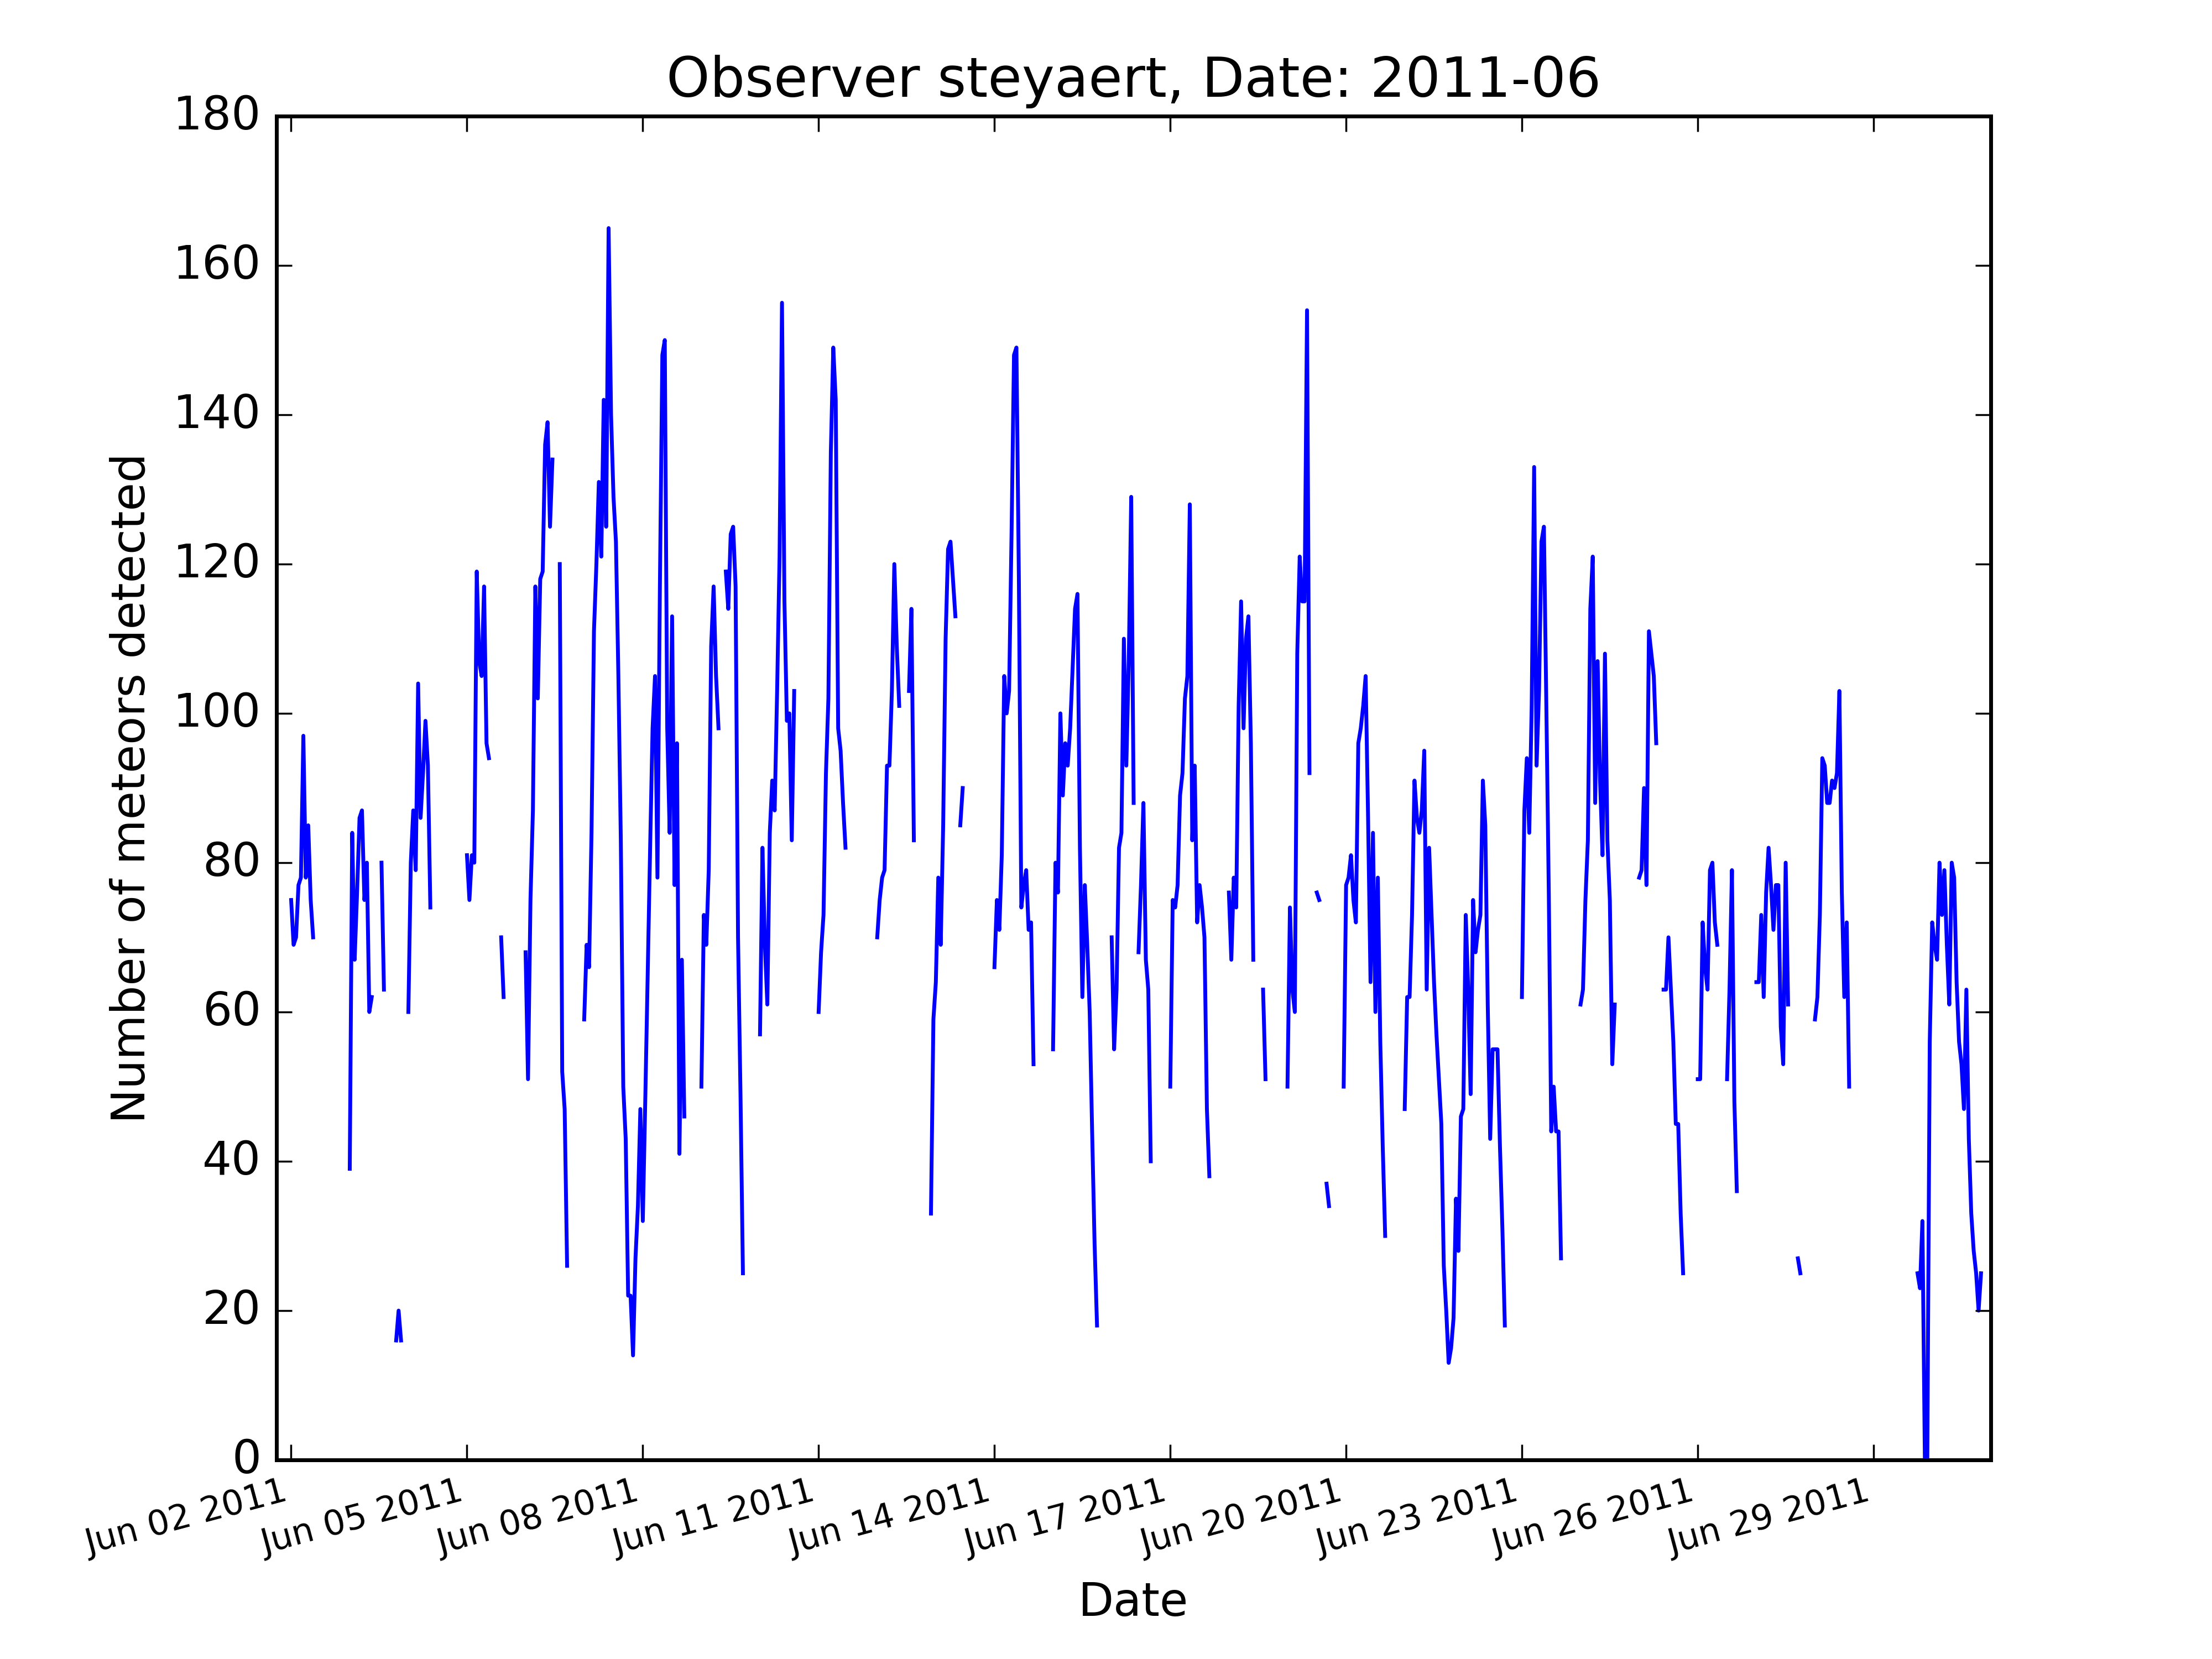 Observer steyaert, Date: 2011-06
180
160
140
120
100
80
60
40
20
0
Number of meteors detected
Jun 02 2011
Jun 05 2011
Jun 08 2011
Jun 11 2011
Jun 14 2011
Jun 17 2011
Jun 20 2011
Jun 23 2011
Jun 26 2011
Jun 29 2011
Date